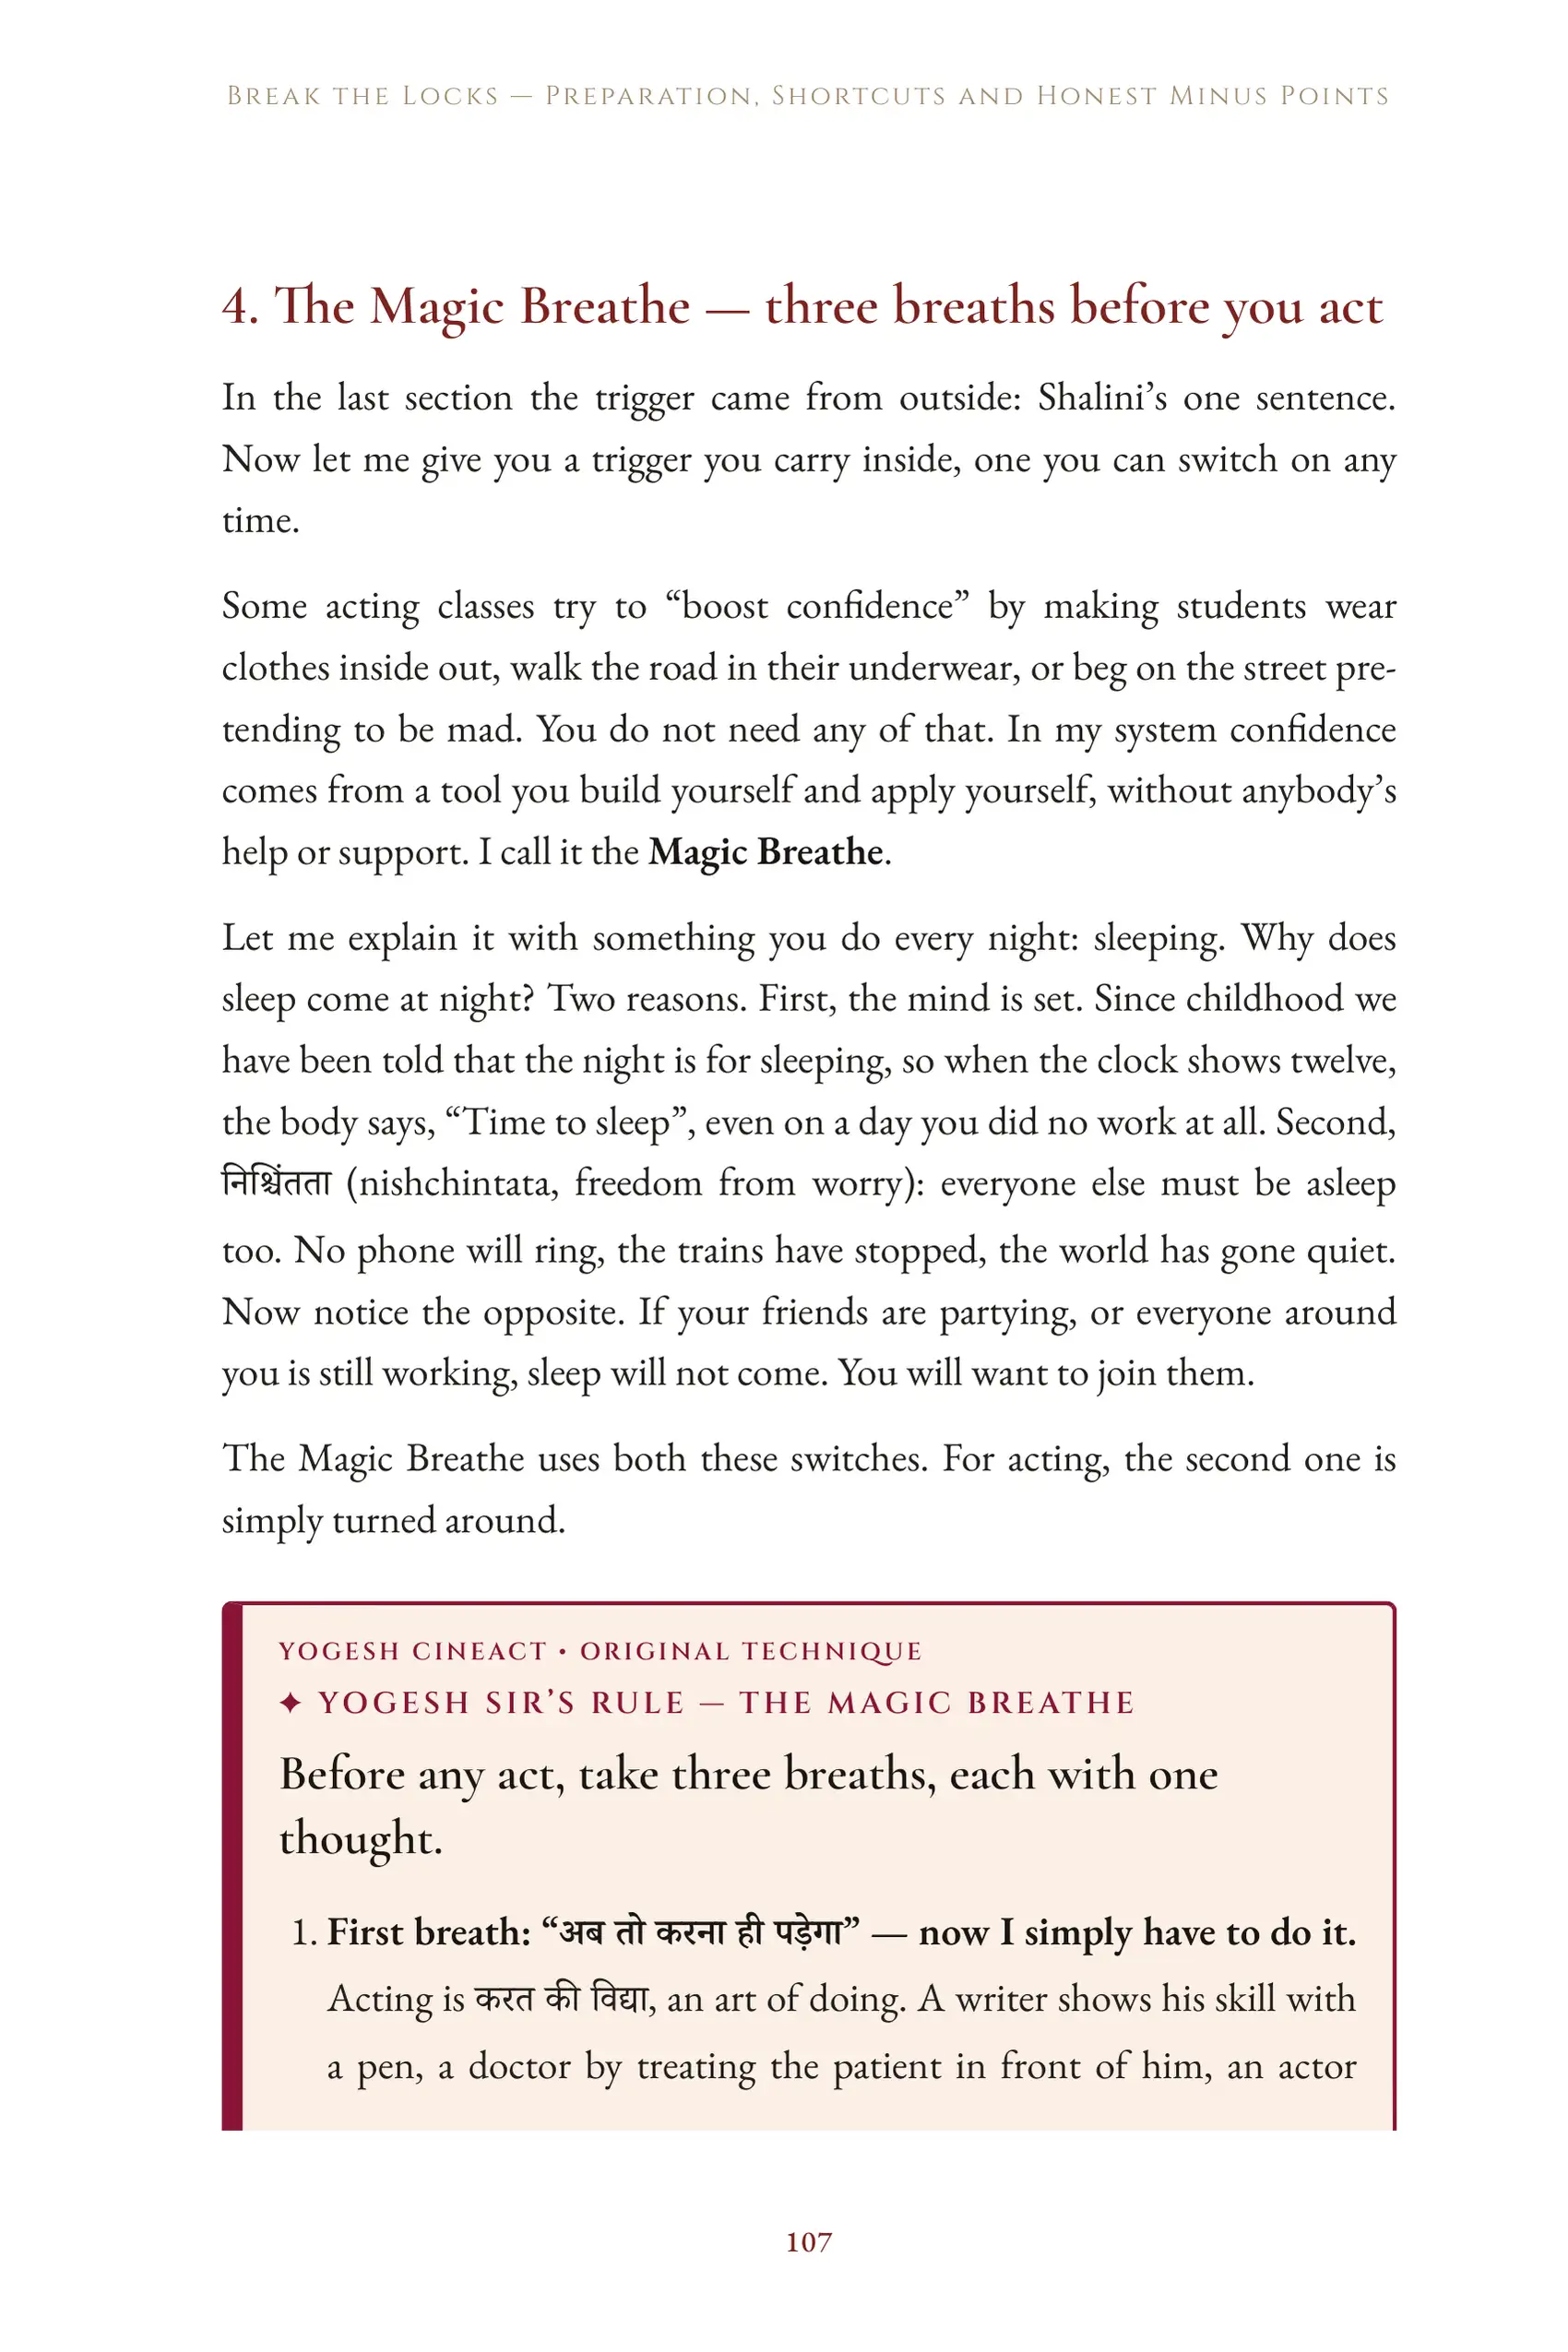 Break the Locks — Preparation, Shortcuts and Honest Minus Points
4. The Magic Breathe — three breaths before you act
In the last section the trigger came from outside: Shalini’s one sentence.
Now let me give you a trigger you carry inside, one you can switch on any
time.
Some acting classes try to “boost confidence” by making students wear
clothes inside out, walk the road in their underwear, or beg on the street pre-
tending to be mad. You do not need any of that. In my system confidence
comes from a tool you build yourself and apply yourself, without anybody’s
help or support. I call it the Magic Breathe.
Let me explain it with something you do every night: sleeping. Why does
sleep come at night? Two reasons. First, the mind is set. Since childhood we
have been told that the night is for sleeping, so when the clock shows twelve,
the body says, “Time to sleep”, even on a day you did no work at all. Second,
निश्चिंतता (nishchintata, freedom from worry): everyone else must be asleep
too. No phone will ring, the trains have stopped, the world has gone quiet.
Now notice the opposite. If your friends are partying, or everyone around
you is still working, sleep will not come. You will want to join them.
The Magic Breathe uses both these switches. For acting, the second one is
simply turned around.
YOGESH CINEACT • ORIGINAL TECHNIQUE
✦ YOGESH SIR’S RULE — THE MAGIC BREATHE
Before any act, take three breaths, each with one
thought.
1. First breath: “अब तो करना ही पड़ेगा” — now I simply have to do it.
Acting is करत की विद्या, an art of doing. A writer shows his skill with
a pen, a doctor by treating the patient in front of him, an actor
107